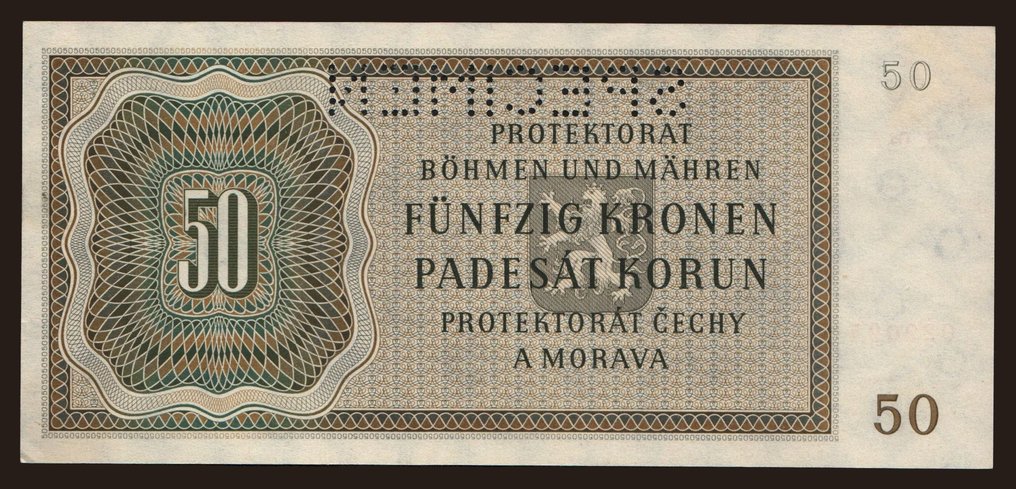 50
PROTEKTORAT
BÖHMEN UND MÄHREN
FÜNFZIG KRONEN
PADESÁT KORUN
PROTEKTORÁT ČECHY
A MORAVA
50
50